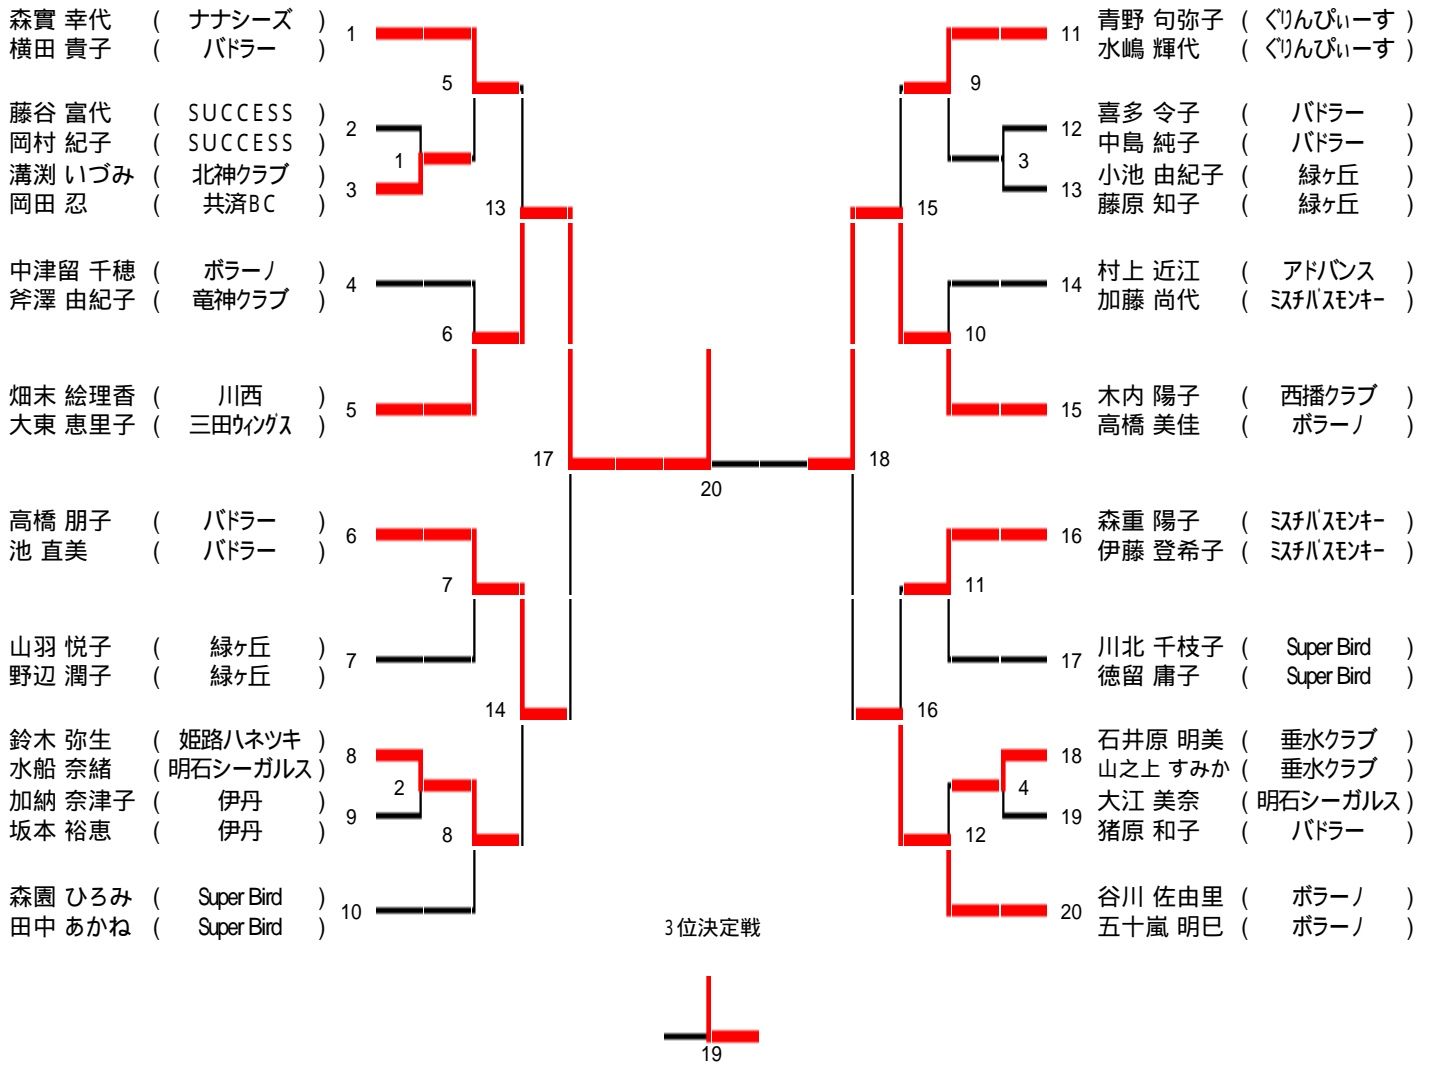 森實 幸代 ( ナナシーズ ) 1
横田 貴子 ( バドラー )
5
藤谷 富代 ( SUCCESS ) 2
岡村 紀子 ( SUCCESS )
1
溝渕 いづみ ( 北神クラブ ) 3
岡田 忍 ( 共済BC )
13
中津留 千穂 ( ボラーノ ) 4
斧澤 由紀子 ( 竜神クラブ )
6
畑末 絵理香 ( 川西 ) 5
大東 恵里子 ( 三田ウィングス )
17
高橋 朋子 ( バドラー ) 6
池 直美 ( バドラー )
7
山羽 悦子 ( 緑ヶ丘 ) 7
野辺 潤子 ( 緑ヶ丘 )
14
鈴木 弥生 ( 姫路ハネツキ ) 8
水船 奈緒 ( 明石シーガルス )
2
加納 奈津子 ( 伊丹 ) 9
坂本 裕恵 ( 伊丹 )
8
森園 ひろみ ( Super Bird ) 10
田中 あかね ( Super Bird )
20
3位決定戦
19
11 青野 句弥子 ( ぐりんぴぃーす )
水嶋 輝代 ( ぐりんぴぃーす )
9
12 喜多 令子 ( バドラー )
中島 純子 ( バドラー )
3
13 小池 由紀子 ( 緑ヶ丘 )
藤原 知子 ( 緑ヶ丘 )
15
14 村上 近江 ( アドバンス )
加藤 尚代 ( ミスチバスモンキー )
10
15 木内 陽子 ( 西播クラブ )
高橋 美佳 ( ボラーノ )
18
16 森重 陽子 ( ミスチバスモンキー )
伊藤 登希子 ( ミスチバスモンキー )
11
17 川北 千枝子 ( Super Bird )
徳留 庸子 ( Super Bird )
16
18 石井原 明美 ( 垂水クラブ )
山之上 すみか ( 垂水クラブ )
4
19 大江 美奈 ( 明石シーガルス )
猪原 和子 ( バドラー )
12
20 谷川 佐由里 ( ボラーノ )
五十嵐 明巳 ( ボラーノ )